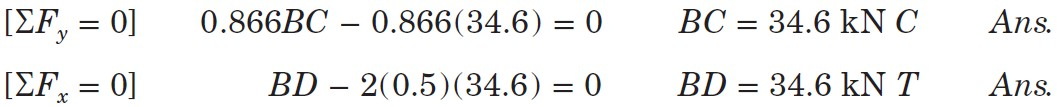 [ΣF_y = 0] 0.866BC − 0.866(34.6) = 0 BC = 34.6 kN C Ans.
[ΣF_x = 0] BD − 2(0.5)(34.6) = 0 BD = 34.6 kN T Ans.